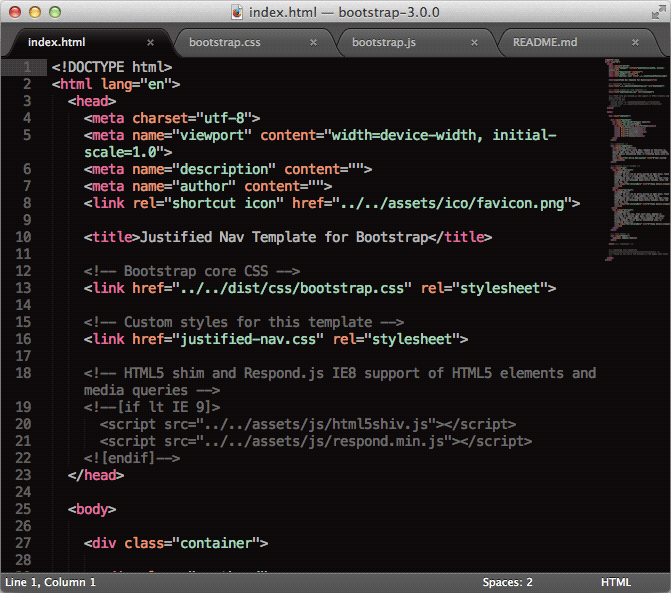 index.html — bootstrap-3.0.0
index.html × bootstrap.css × bootstrap.js × README.md ×
1 <!DOCTYPE html>
2 <html lang="en">
3 <head>
4 <meta charset="utf-8">
5 <meta name="viewport" content="width=device-width, initial-
scale=1.0">
6 <meta name="description" content="">
7 <meta name="author" content="">
8 <link rel="shortcut icon" href="../../assets/ico/favicon.png">
9
10 <title>Justified Nav Template for Bootstrap</title>
11
12 <!-- Bootstrap core CSS -->
13 <link href="../../dist/css/bootstrap.css" rel="stylesheet">
14
15 <!-- Custom styles for this template -->
16 <link href="justified-nav.css" rel="stylesheet">
17
18 <!-- HTML5 shim and Respond.js IE8 support of HTML5 elements and
media queries -->
19 <!--[if lt IE 9]>
20 <script src="../../assets/js/html5shiv.js"></script>
21 <script src="../../assets/js/respond.min.js"></script>
22 <![endif]-->
23 </head>
24
25 <body>
26
27 <div class="container">
28
Line 1, Column 1 Spaces: 2 HTML